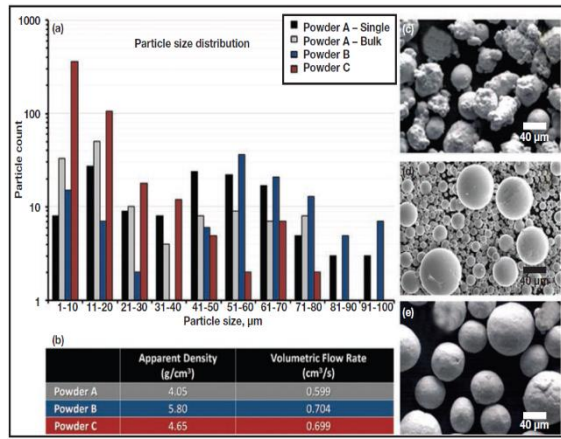 (a)
Particle size distribution
Powder A – Single
Powder A – Bulk
Powder B
Powder C
1000
100
10
1
Particle count
1-10 11-20 21-30 31-40 41-50 51-60 61-70 71-80 81-90 91-100
Particle size, µm
(b)
Apparent Density (g/cm³) Volumetric Flow Rate (cm³/s)
Powder A 4.05 0.599
Powder B 5.80 0.704
Powder C 4.65 0.699
(c)
40 µm
(d)
40 µm
(e)
40 µm